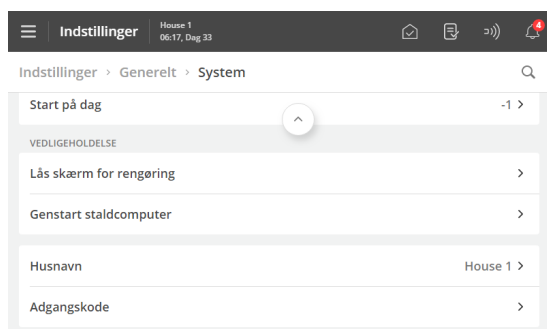 Indstillinger
House 1
06:17, Dag 33
4
Indstillinger > Generelt > System
Start på dag -1
VEDLIGEHOLDELSE
Lås skærm for rengøring
Genstart staldcomputer
Husnavn House 1
Adgangskode